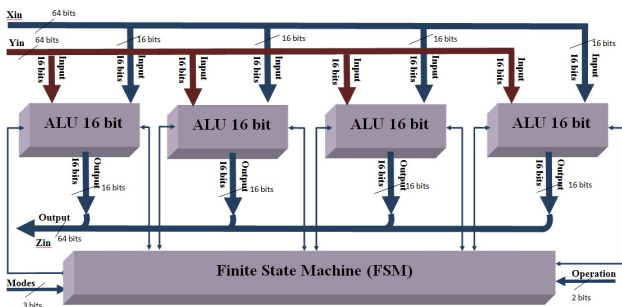 Xin
64 bits
Yin
64 bits
16 bits
16 bits
16 bits
16 bits
Input
16 bits
Input
16 bits
Input
16 bits
Input
16 bits
Input
16 bits
Input
16 bits
Input
16 bits
Input
16 bits
ALU 16 bit
ALU 16 bit
ALU 16 bit
ALU 16 bit
Output
16 bits
16 bits
Output
16 bits
16 bits
Output
16 bits
16 bits
Output
16 bits
16 bits
Output
64 bits
Zin
Finite State Machine (FSM)
Modes
3 bits
Operation
2 bits